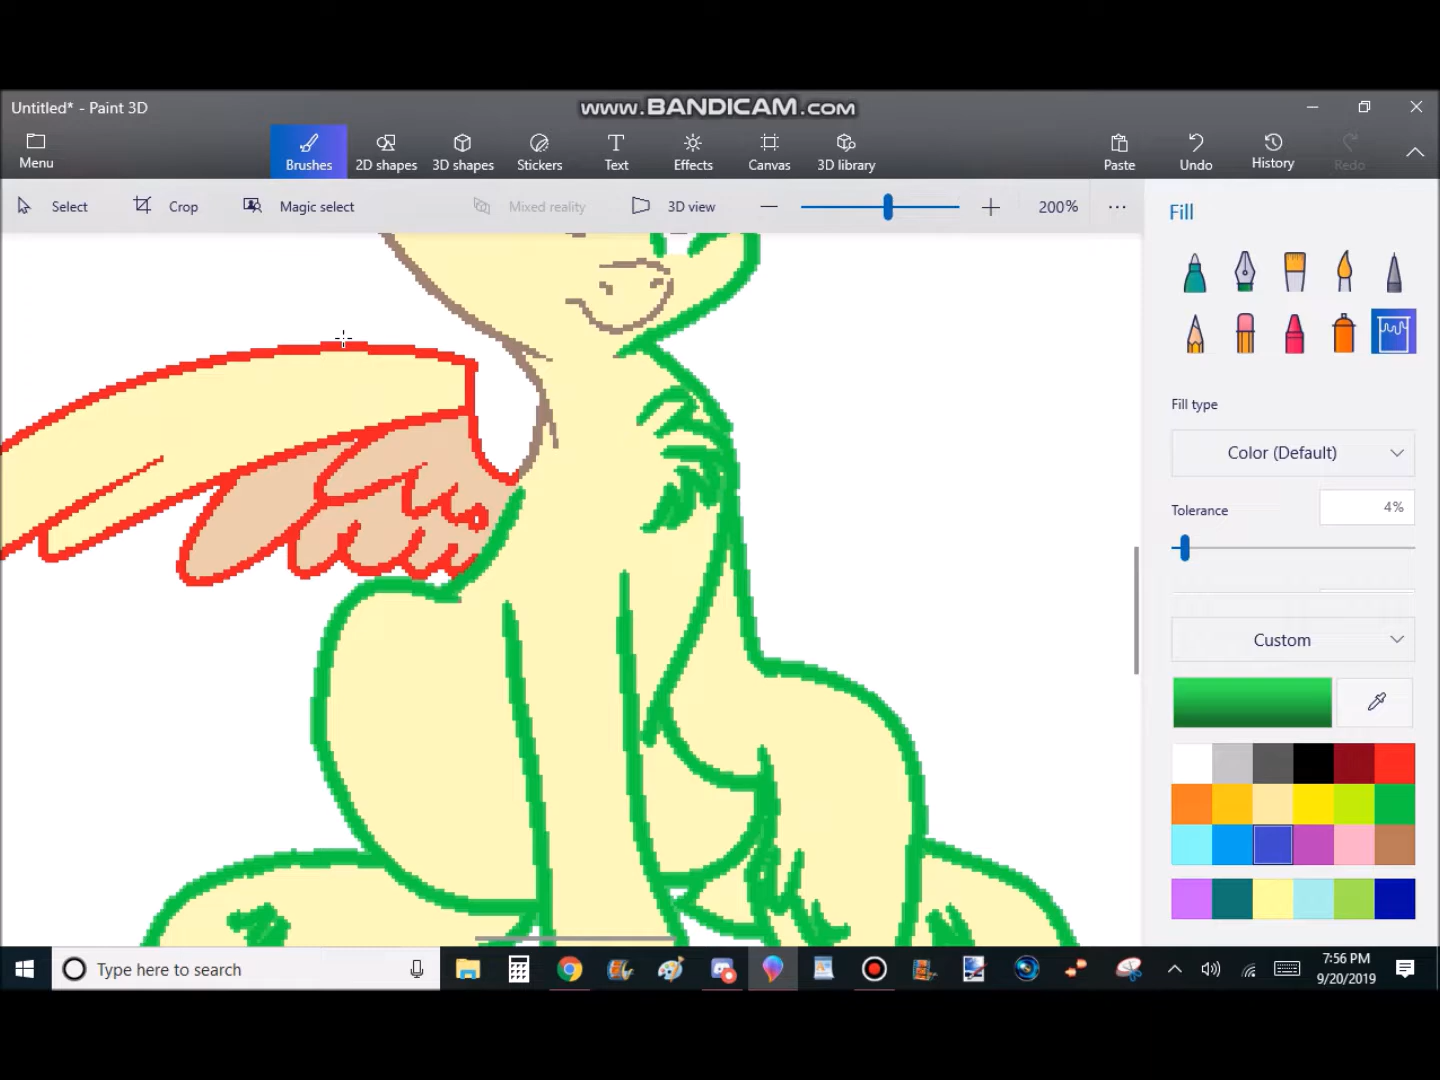 Untitled* - Paint 3D
www.BANDICAM.com
Menu
Brushes
2D shapes
3D shapes
Stickers
Text
Effects
Canvas
3D library
Paste
Undo
History
Redo
Select
Crop
Magic select
Mixed reality
3D view
200%
Fill
Fill type
Color (Default)
Tolerance
4%
Custom
Type here to search
7:56 PM
9/20/2019